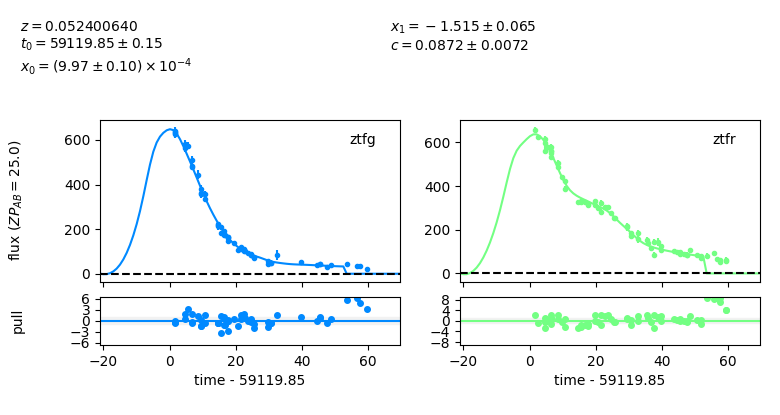 z = 0.052400640
t₀ = 59119.85 ± 0.15
x₀ = (9.97 ± 0.10) × 10⁻⁴
x₁ = −1.515 ± 0.065
c = 0.0872 ± 0.0072
flux (ZP_AB = 25.0)
600
400
200
0
ztfg
600
400
200
0
ztfr
pull
6
3
0
−3
−6
−20
0
20
40
60
time - 59119.85
8
4
0
−4
−8
−20
0
20
40
60
time - 59119.85